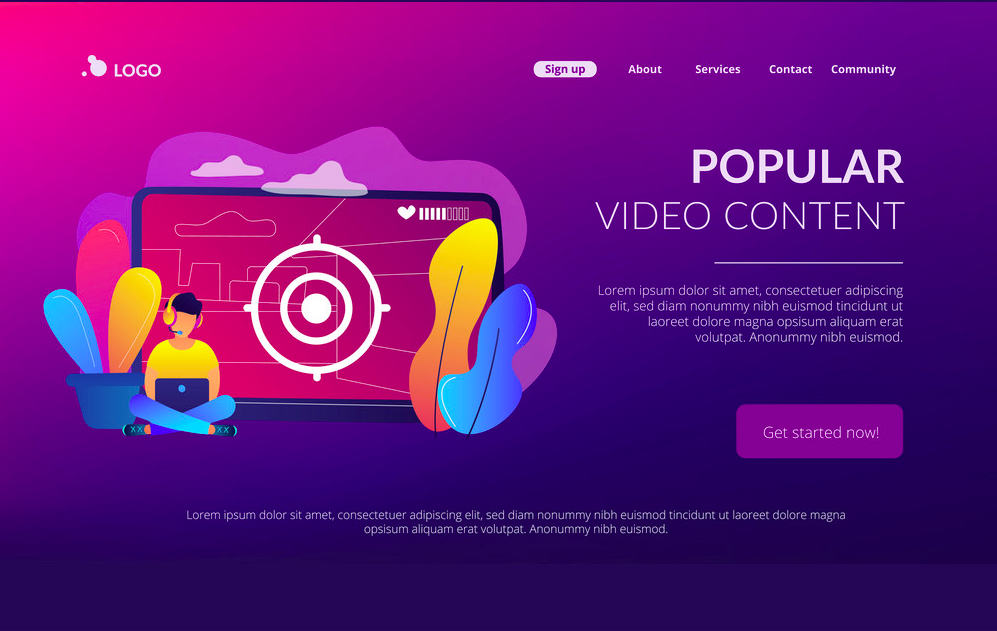 LOGO
Sign up About Services Contact Community
POPULAR
VIDEO CONTENT
Lorem ipsum dolor sit amet, consectetuer adipiscing
elit, sed diam nonummy nibh euismod tincidunt ut
laoreet dolore magna opsisum aliquam erat
volutpat. Anonummy nibh euismod.
Get started now!
Lorem ipsum dolor sit amet, consectetuer adipiscing elit, sed diam nonummy nibh euismod tincidunt ut laoreet dolore magna
opsisum aliquam erat volutpat. Anonummy nibh euismod.